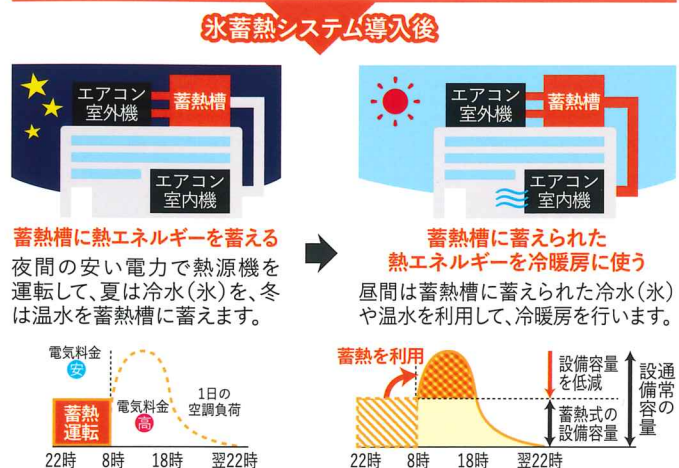 氷蓄熱システム導入後
エアコン
室外機
蓄熱槽
エアコン
室内機
蓄熱槽に熱エネルギーを蓄える
夜間の安い電力で熱源機を
運転して、夏は冷水(氷)を、冬
は温水を蓄熱槽に蓄えます。
電気料金
安
蓄熱
運転
電気料金
高
1日の
空調負荷
22時
8時
18時
翌22時
エアコン
室外機
蓄熱槽
エアコン
室内機
蓄熱槽に蓄えられた
熱エネルギーを冷暖房に使う
昼間は蓄熱槽に蓄えられた冷水(氷)
や温水を利用して、冷暖房を行います。
蓄熱を利用
設備容量
を低減
蓄熱式の
設備容量
通常の
設備容量
22時
8時
18時
翌22時